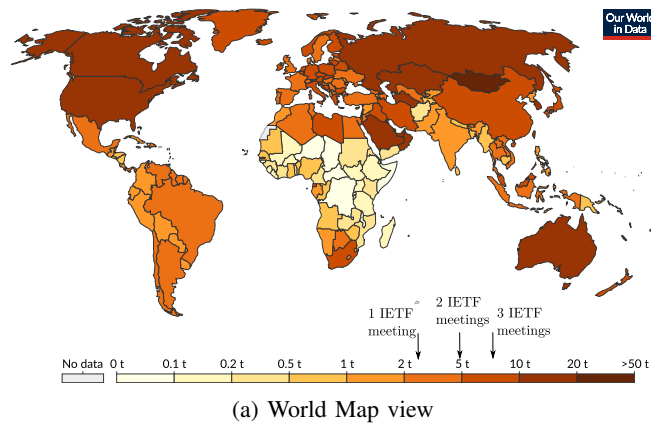 Our World
in Data
1 IETF
meeting
2 IETF
meetings
3 IETF
meetings
No data
0 t
0.1 t
0.2 t
0.5 t
1 t
2 t
5 t
10 t
20 t
>50 t
(a) World Map view